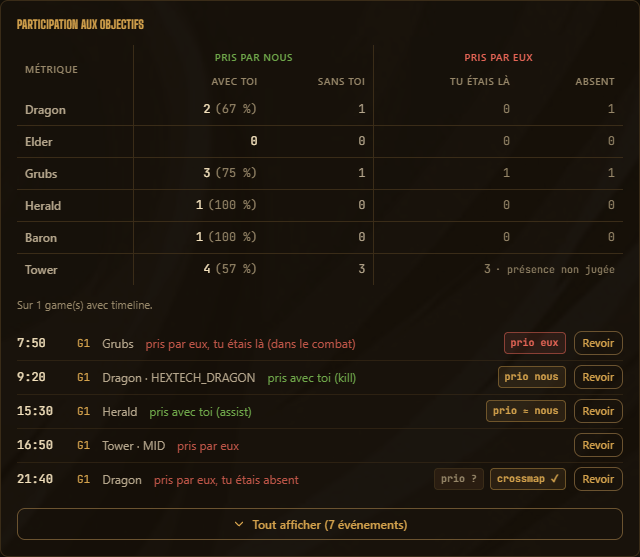 PARTICIPATION AUX OBJECTIFS
MÉTRIQUE PRIS PAR NOUS PRIS PAR EUX
AVEC TOI SANS TOI TU ÉTAIS LÀ ABSENT
Dragon 2 (67 %) 1 0 1
Elder 0 0 0 0
Grubs 3 (75 %) 1 1 1
Herald 1 (100 %) 0 0 0
Baron 1 (100 %) 0 0 0
Tower 4 (57 %) 3 3 · présence non jugée
Sur 1 game(s) avec timeline.
7:50 G1 Grubs pris par eux, tu étais là (dans le combat) prio eux Revoir
9:20 G1 Dragon · HEXTECH_DRAGON pris avec toi (kill) prio nous Revoir
15:30 G1 Herald pris avec toi (assist) prio = nous Revoir
16:50 G1 Tower · MID pris par eux Revoir
21:40 G1 Dragon pris par eux, tu étais absent prio ? crossmap ✓ Revoir
Tout afficher (7 événements)